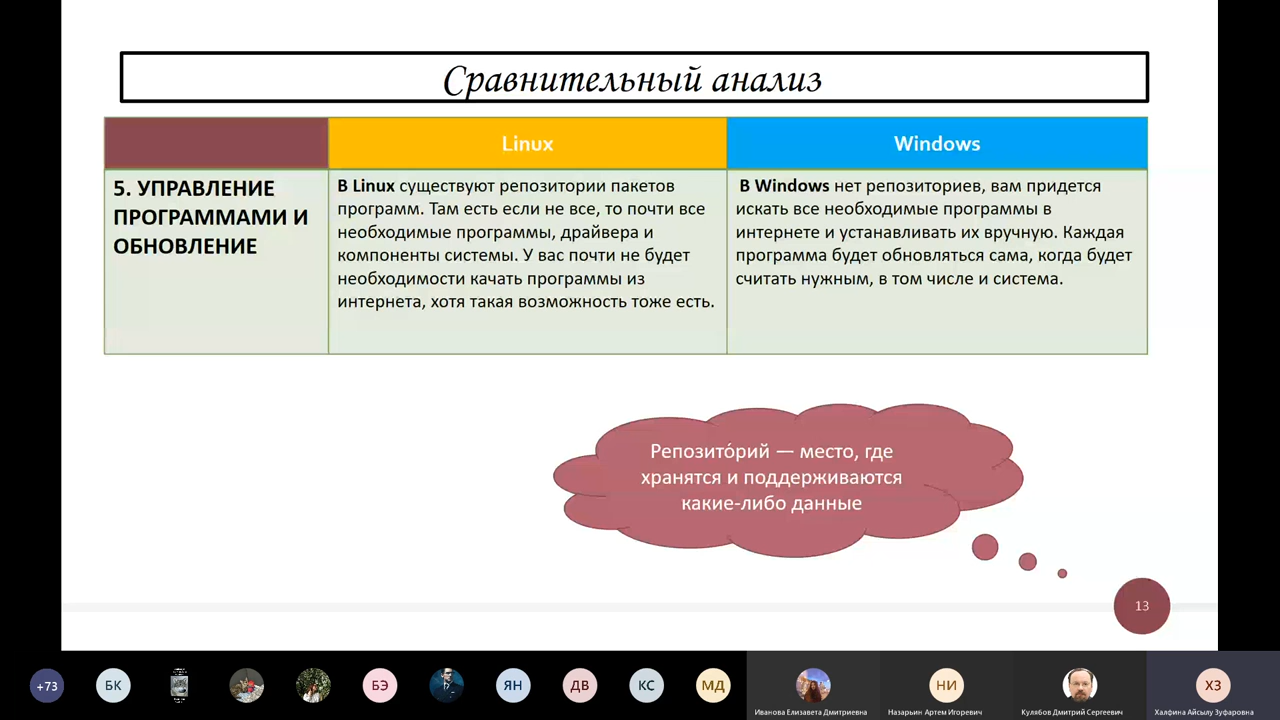 Сравнительный анализ
Linux
Windows
5. УПРАВЛЕНИЕ
ПРОГРАММАМИ И
ОБНОВЛЕНИЕ
В Linux существуют репозитории пакетов
программ. Там есть если не все, то почти все
необходимые программы, драйвера и
компоненты системы. У вас почти не будет
необходимости качать программы из
интернета, хотя такая возможность тоже есть.
В Windows нет репозиториев, вам придется
искать все необходимые программы в
интернете и устанавливать их вручную. Каждая
программа будет обновляться сама, когда будет
считать нужным, в том числе и система.
Репозито́рий — место, где
хранятся и поддерживаются
какие-либо данные
13
+73
БК
БЭ
ЯН
ДВ
КС
МД
НИ
ХЗ
Иванова Елизавета Дмитриевна
Назарьин Артем Игоревич
Кулябов Дмитрий Сергеевич
Халфина Айсылу Зуфаровна